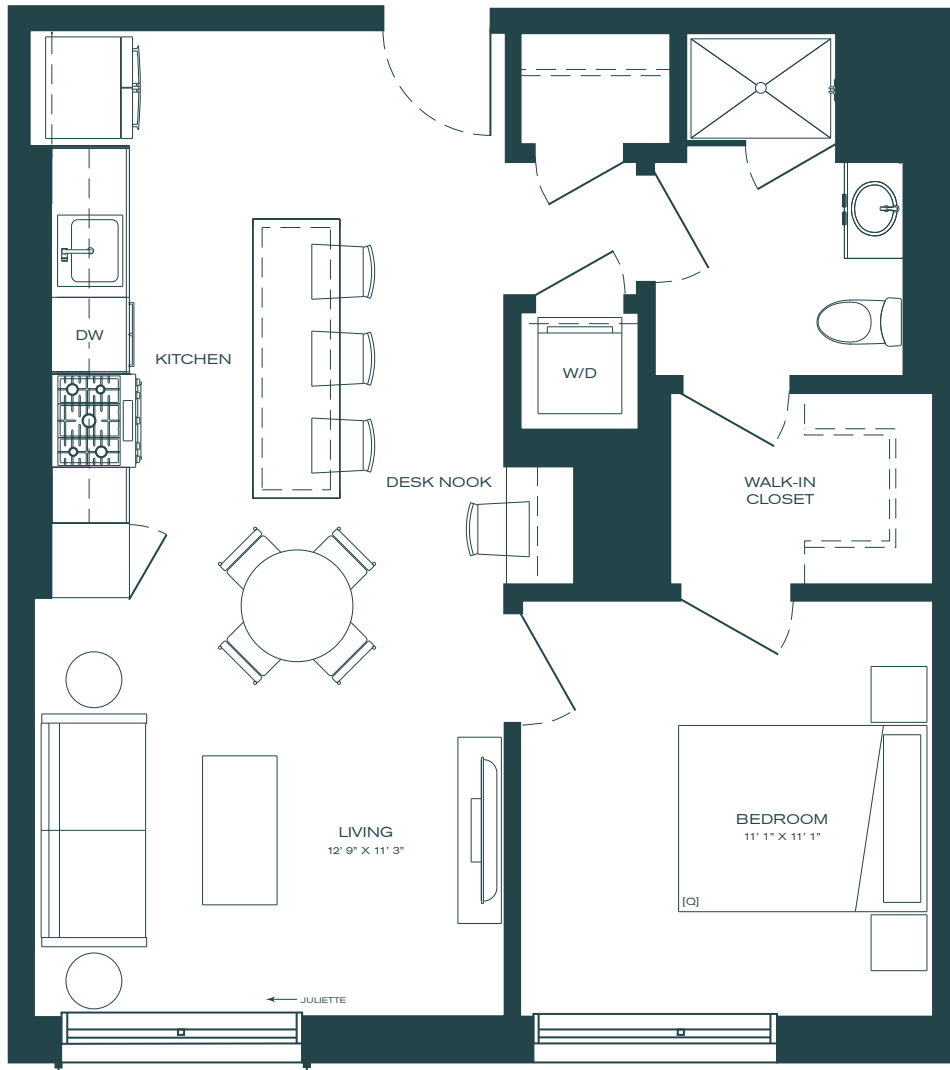 DW
KITCHEN
W/D
DESK NOOK
WALK-IN
CLOSET
LIVING
12' 9" X 11' 3"
BEDROOM
11' 1" X 11' 1"
[Q]
JULIETTE